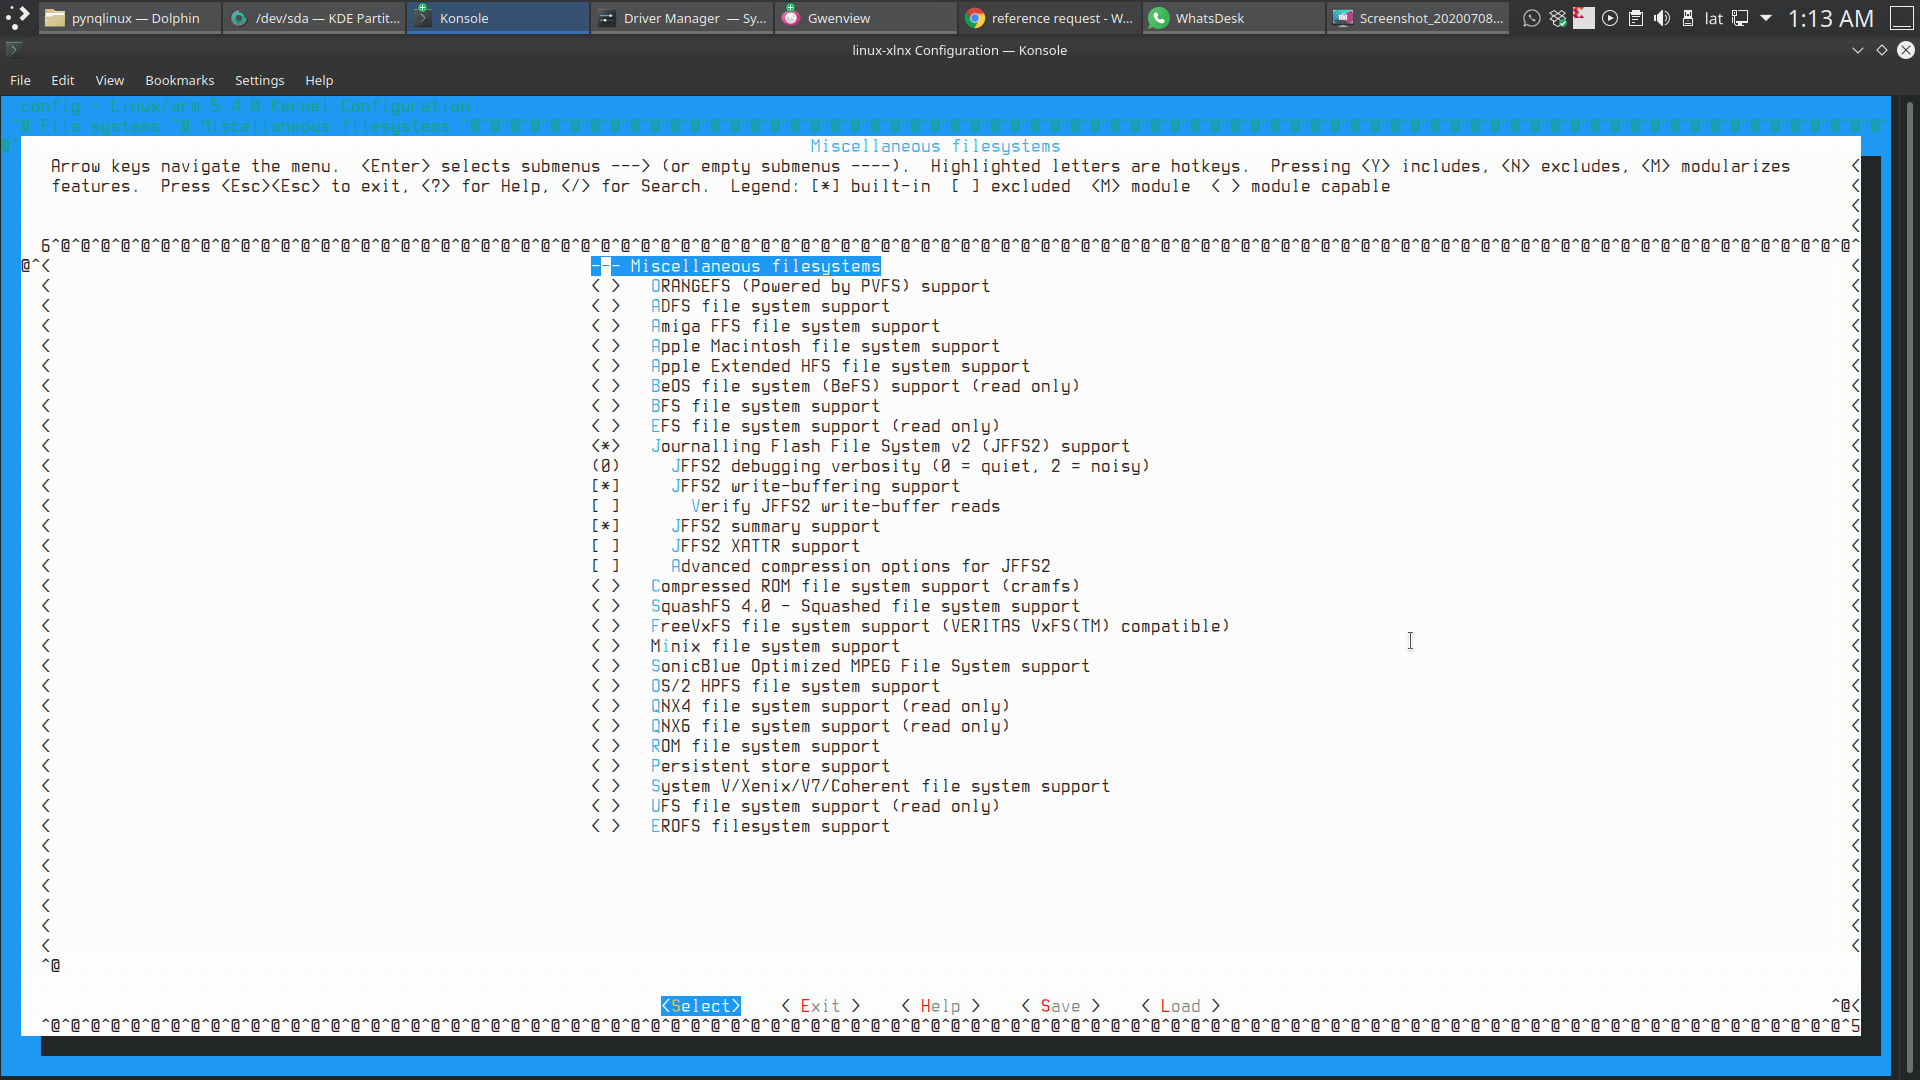 pynqlinux — Dolphin
/dev/sda — KDE Partit...
Konsole
Driver Manager — Sy...
Gwenview
reference request - W...
WhatsDesk
Screenshot_20200708...
lat
1:13 AM
linux-xlnx Configuration — Konsole
File Edit View Bookmarks Settings Help
.config - Linux/arm 5.4.0 Kernel Configuration
^@ File systems ^@ Miscellaneous filesystems
Miscellaneous filesystems
Arrow keys navigate the menu. <Enter> selects submenus ---> (or empty submenus ----). Highlighted letters are hotkeys. Pressing <Y> includes, <N> excludes, <M> modularizes
features. Press <Esc><Esc> to exit, <?> for Help, </> for Search. Legend: [*] built-in [ ] excluded <M> module < > module capable
--- Miscellaneous filesystems
< > ORANGEFS (Powered by PVFS) support
< > ADFS file system support
< > Amiga FFS file system support
< > Apple Macintosh file system support
< > Apple Extended HFS file system support
< > BeOS file system (BeFS) support (read only)
< > BFS file system support
< > EFS file system support (read only)
<*> Journalling Flash File System v2 (JFFS2) support
(0) JFFS2 debugging verbosity (0 = quiet, 2 = noisy)
[*] JFFS2 write-buffering support
[ ] Verify JFFS2 write-buffer reads
[*] JFFS2 summary support
[ ] JFFS2 XATTR support
[ ] Advanced compression options for JFFS2
< > Compressed ROM file system support (cramfs)
< > SquashFS 4.0 - Squashed file system support
< > FreeVxFS file system support (VERITAS VxFS(TM) compatible)
< > Minix file system support
< > SonicBlue Optimized MPEG File System support
< > OS/2 HPFS file system support
< > QNX4 file system support (read only)
< > QNX6 file system support (read only)
< > ROM file system support
< > Persistent store support
< > System V/Xenix/V7/Coherent file system support
< > UFS file system support (read only)
< > EROFS filesystem support
<Select> < Exit > < Help > < Save > < Load >